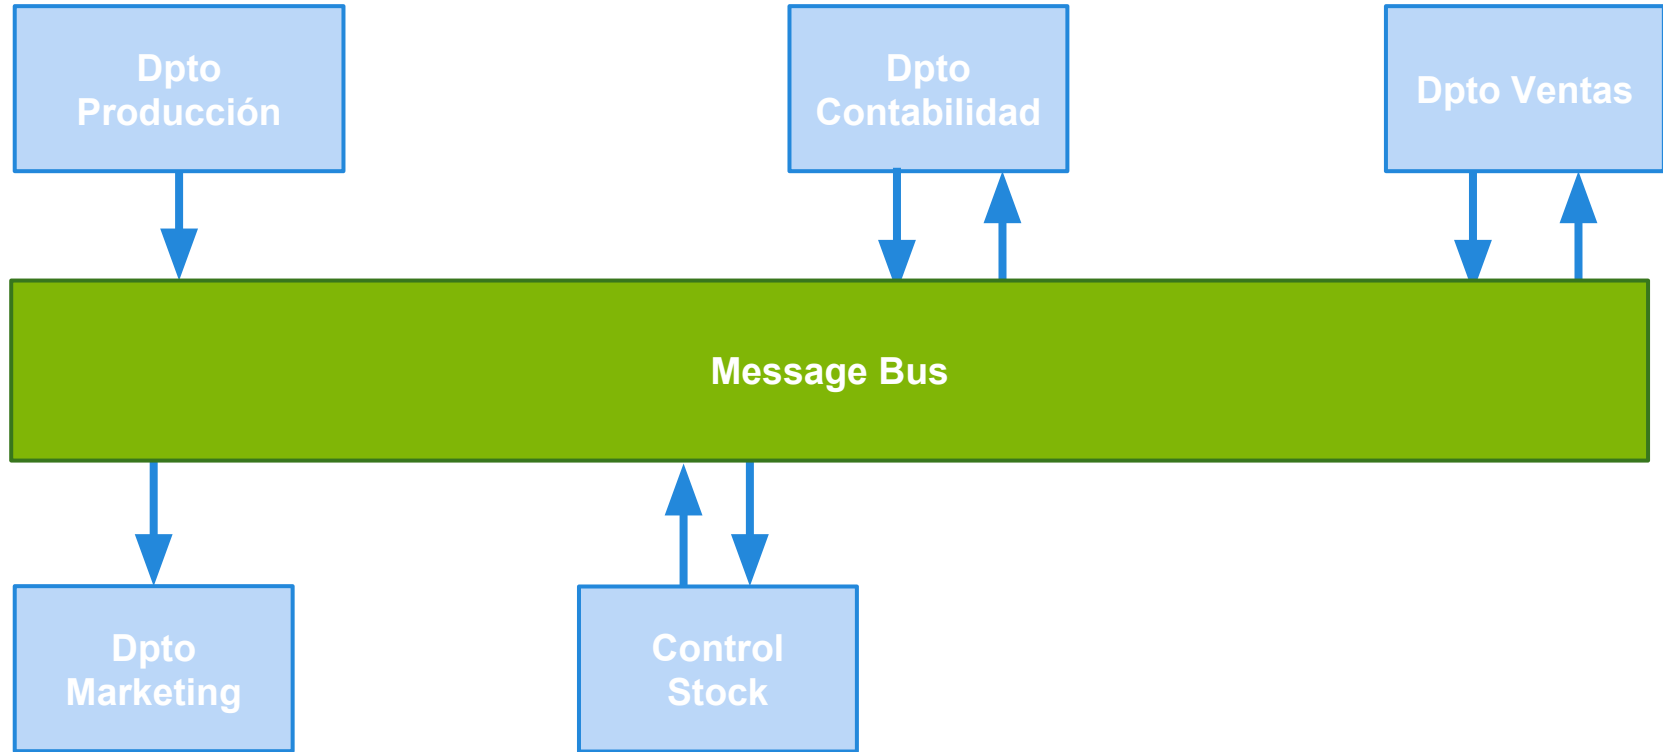 Dpto
Producción
Dpto
Contabilidad
Dpto Ventas
Message Bus
Dpto
Marketing
Control
Stock